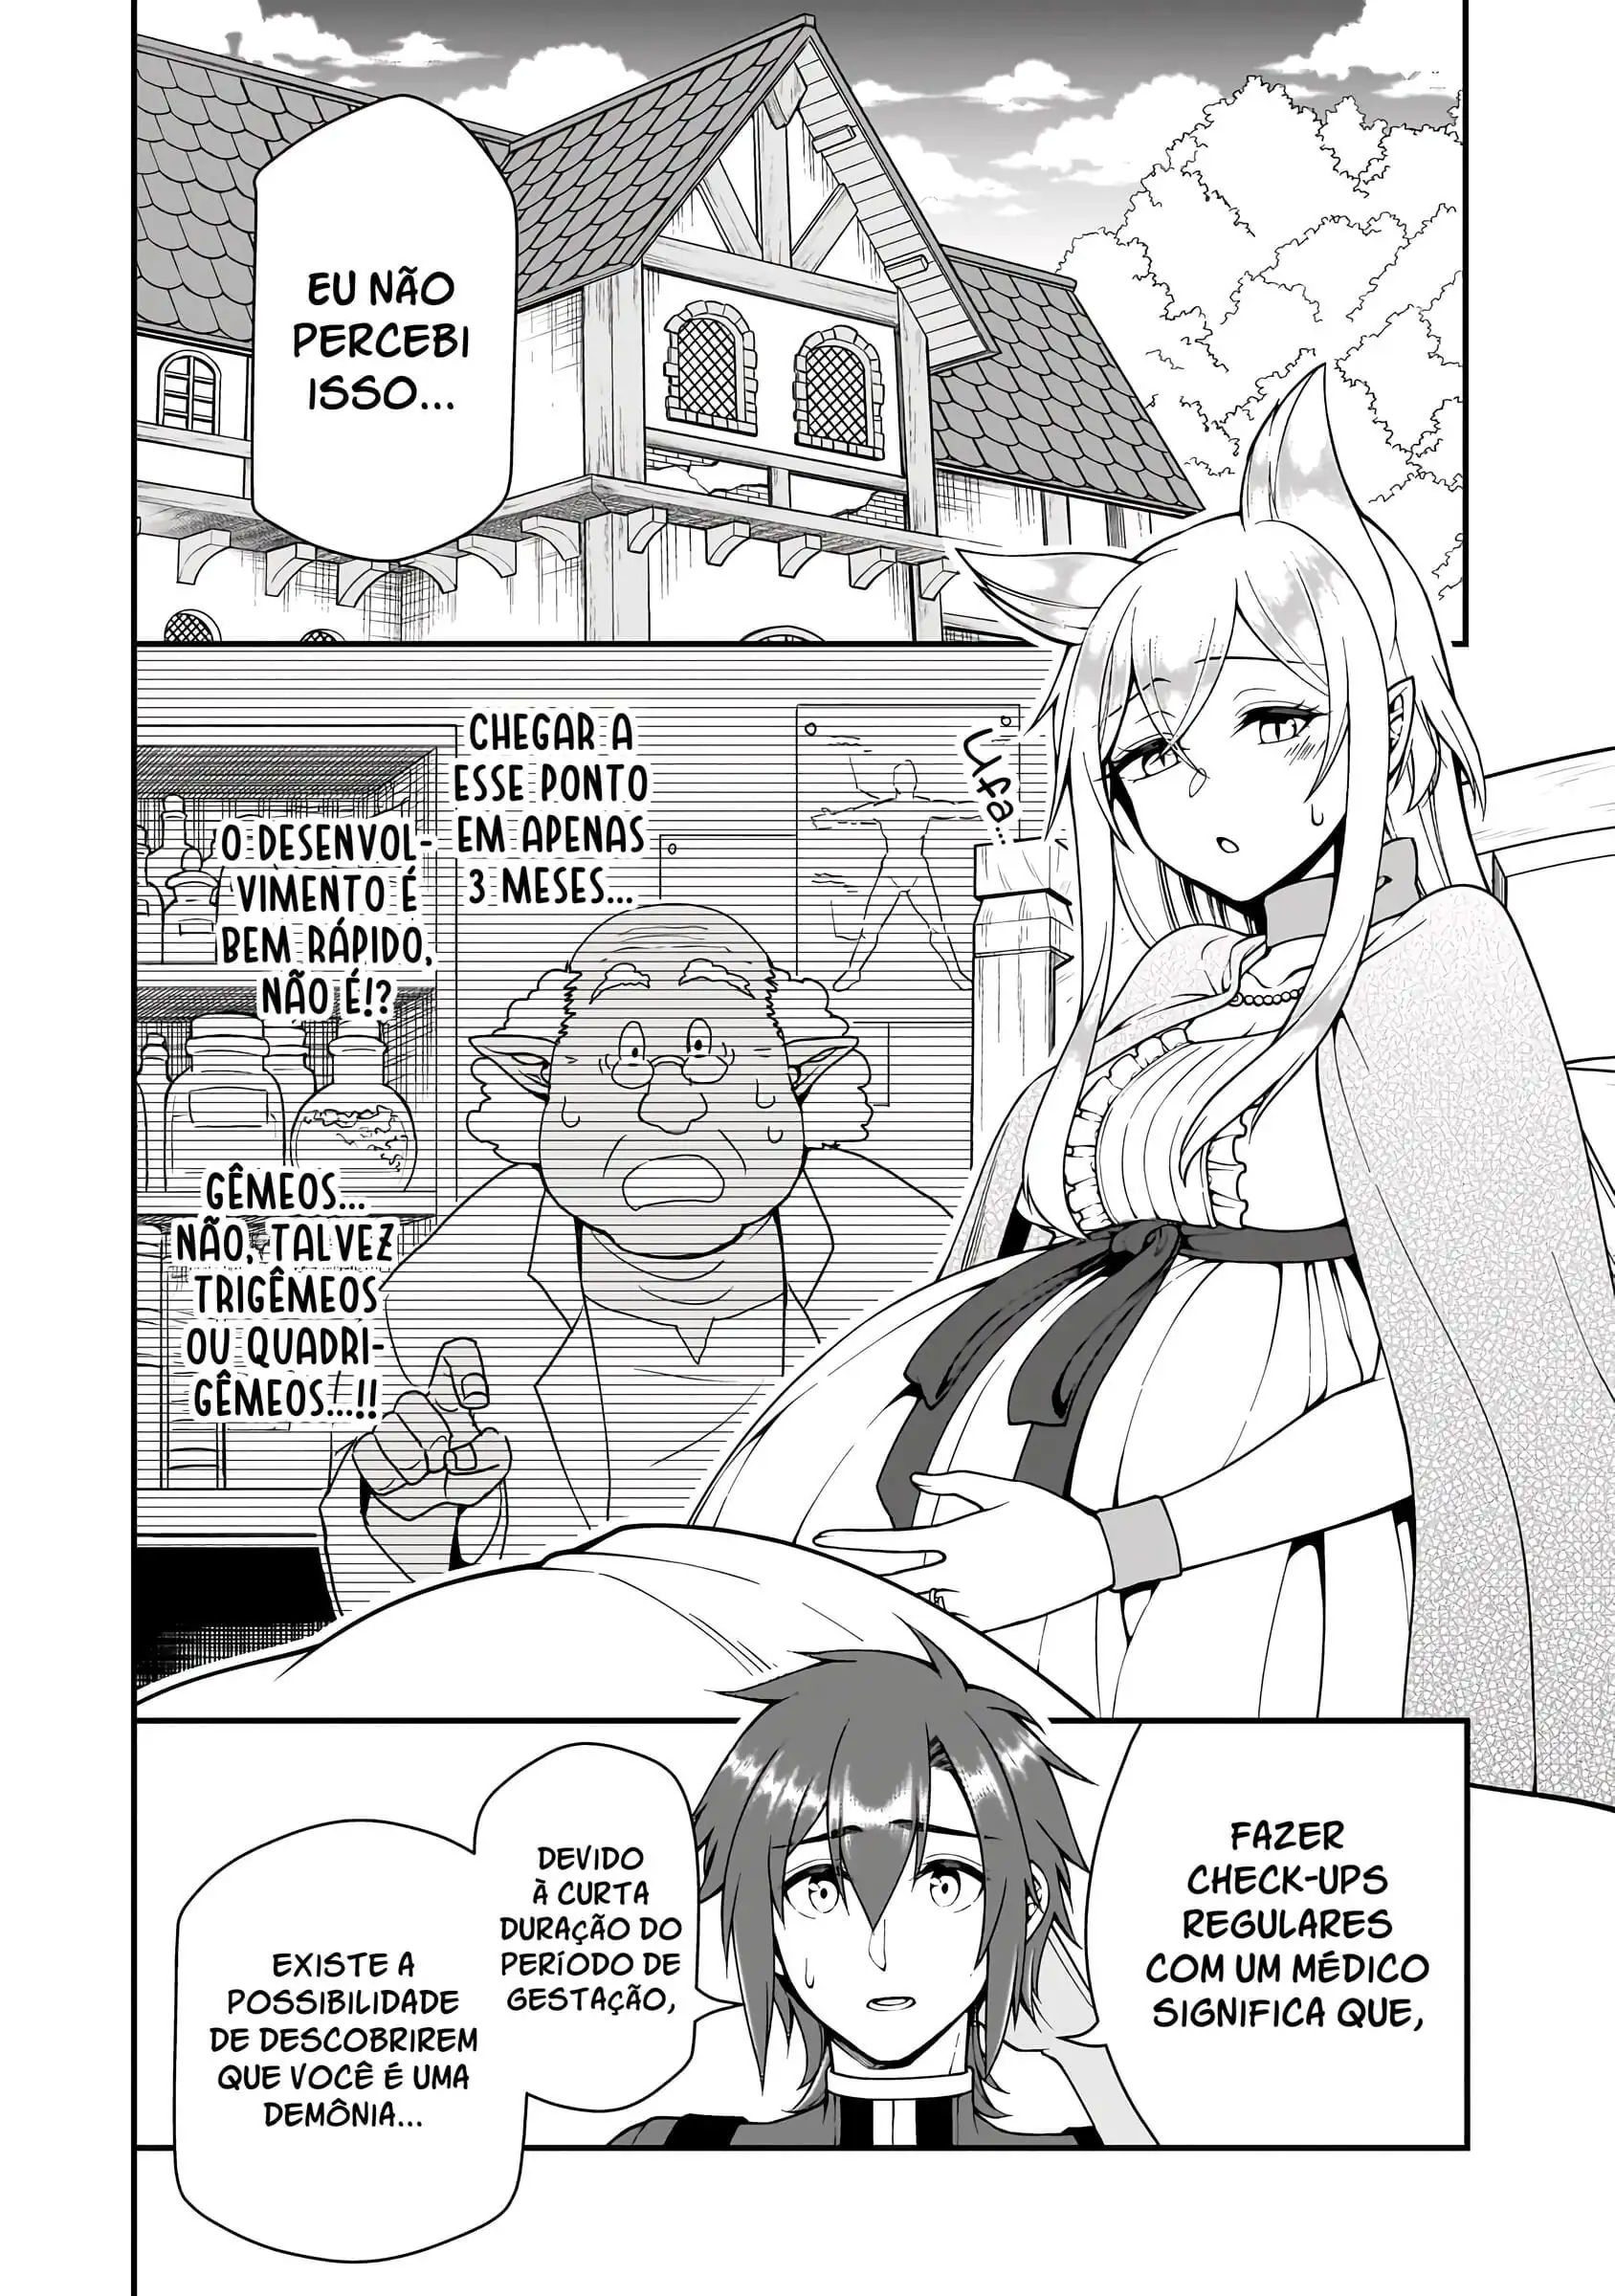 EU NÃO
PERCEBI
ISSO...
Ufa...
CHEGAR A
ESSE PONTO
EM APENAS
3 MESES...
O DESENVOL-
VIMENTO É
BEM RÁPIDO,
NÃO É!?
GÊMEOS...
NÃO, TALVEZ
TRIGÊMEOS
OU QUADRI-
GÊMEOS...!!
FAZER
CHECK-UPS
REGULARES
COM UM MÉDICO
SIGNIFICA QUE,
DEVIDO
À CURTA
DURAÇÃO DO
PERÍODO DE
GESTAÇÃO,
EXISTE A
POSSIBILIDADE
DE DESCOBRIREM
QUE VOCÊ É UMA
DEMÔNIA...